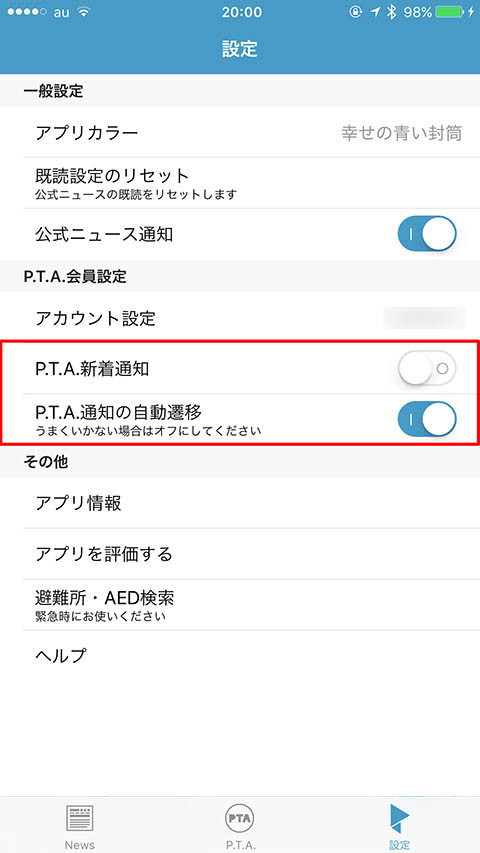 au
20:00
98%
設定
一般設定
アプリカラー
幸せの青い封筒
既読設定のリセット
公式ニュースの既読をリセットします
公式ニュース通知
P.T.A.会員設定
アカウント設定
P.T.A.新着通知
P.T.A.通知の自動遷移
うまくいかない場合はオフにしてください
その他
アプリ情報
アプリを評価する
避難所・AED検索
緊急時にお使いください
ヘルプ
PTA
News
P.T.A.
設定